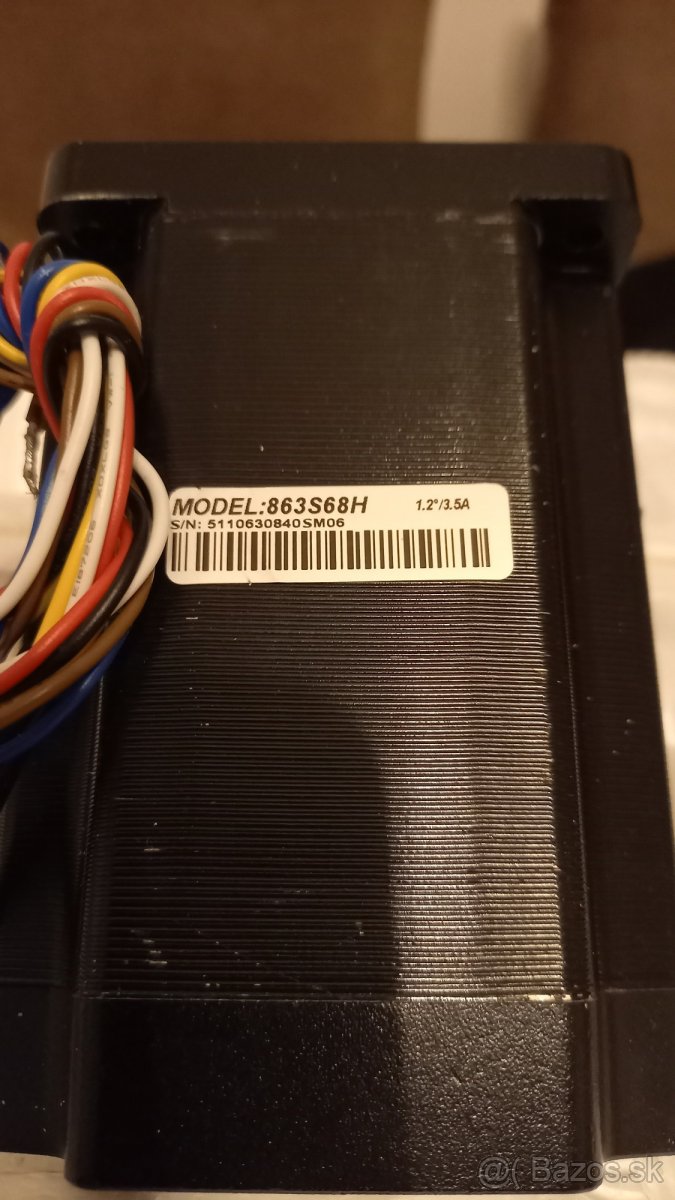 MODEL:863S68H 1.2°/3.5A
S/N: 5110630840SM06
@( Bazos.sk